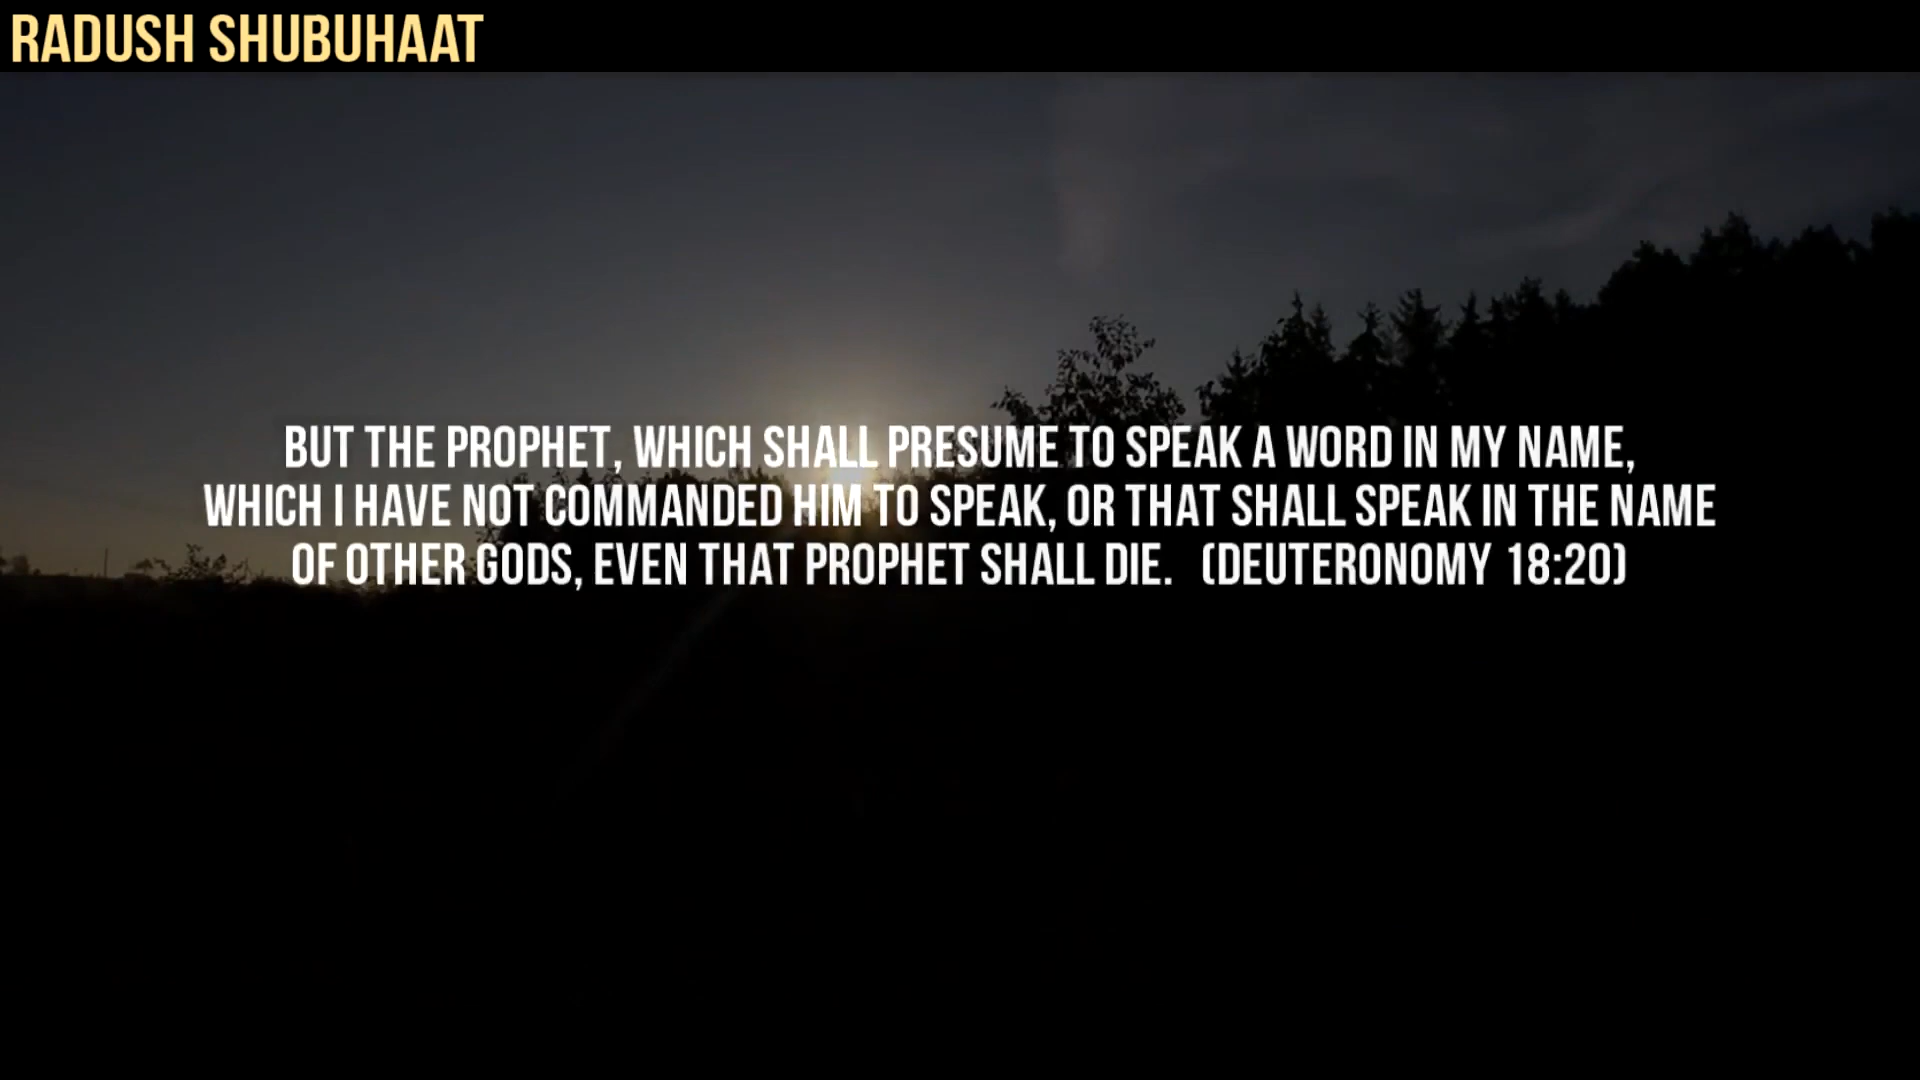 RADUSH SHUBUHAAT
BUT THE PROPHET, WHICH SHALL PRESUME TO SPEAK A WORD IN MY NAME,
WHICH I HAVE NOT COMMANDED HIM TO SPEAK, OR THAT SHALL SPEAK IN THE NAME
OF OTHER GODS, EVEN THAT PROPHET SHALL DIE. (DEUTERONOMY 18:20)